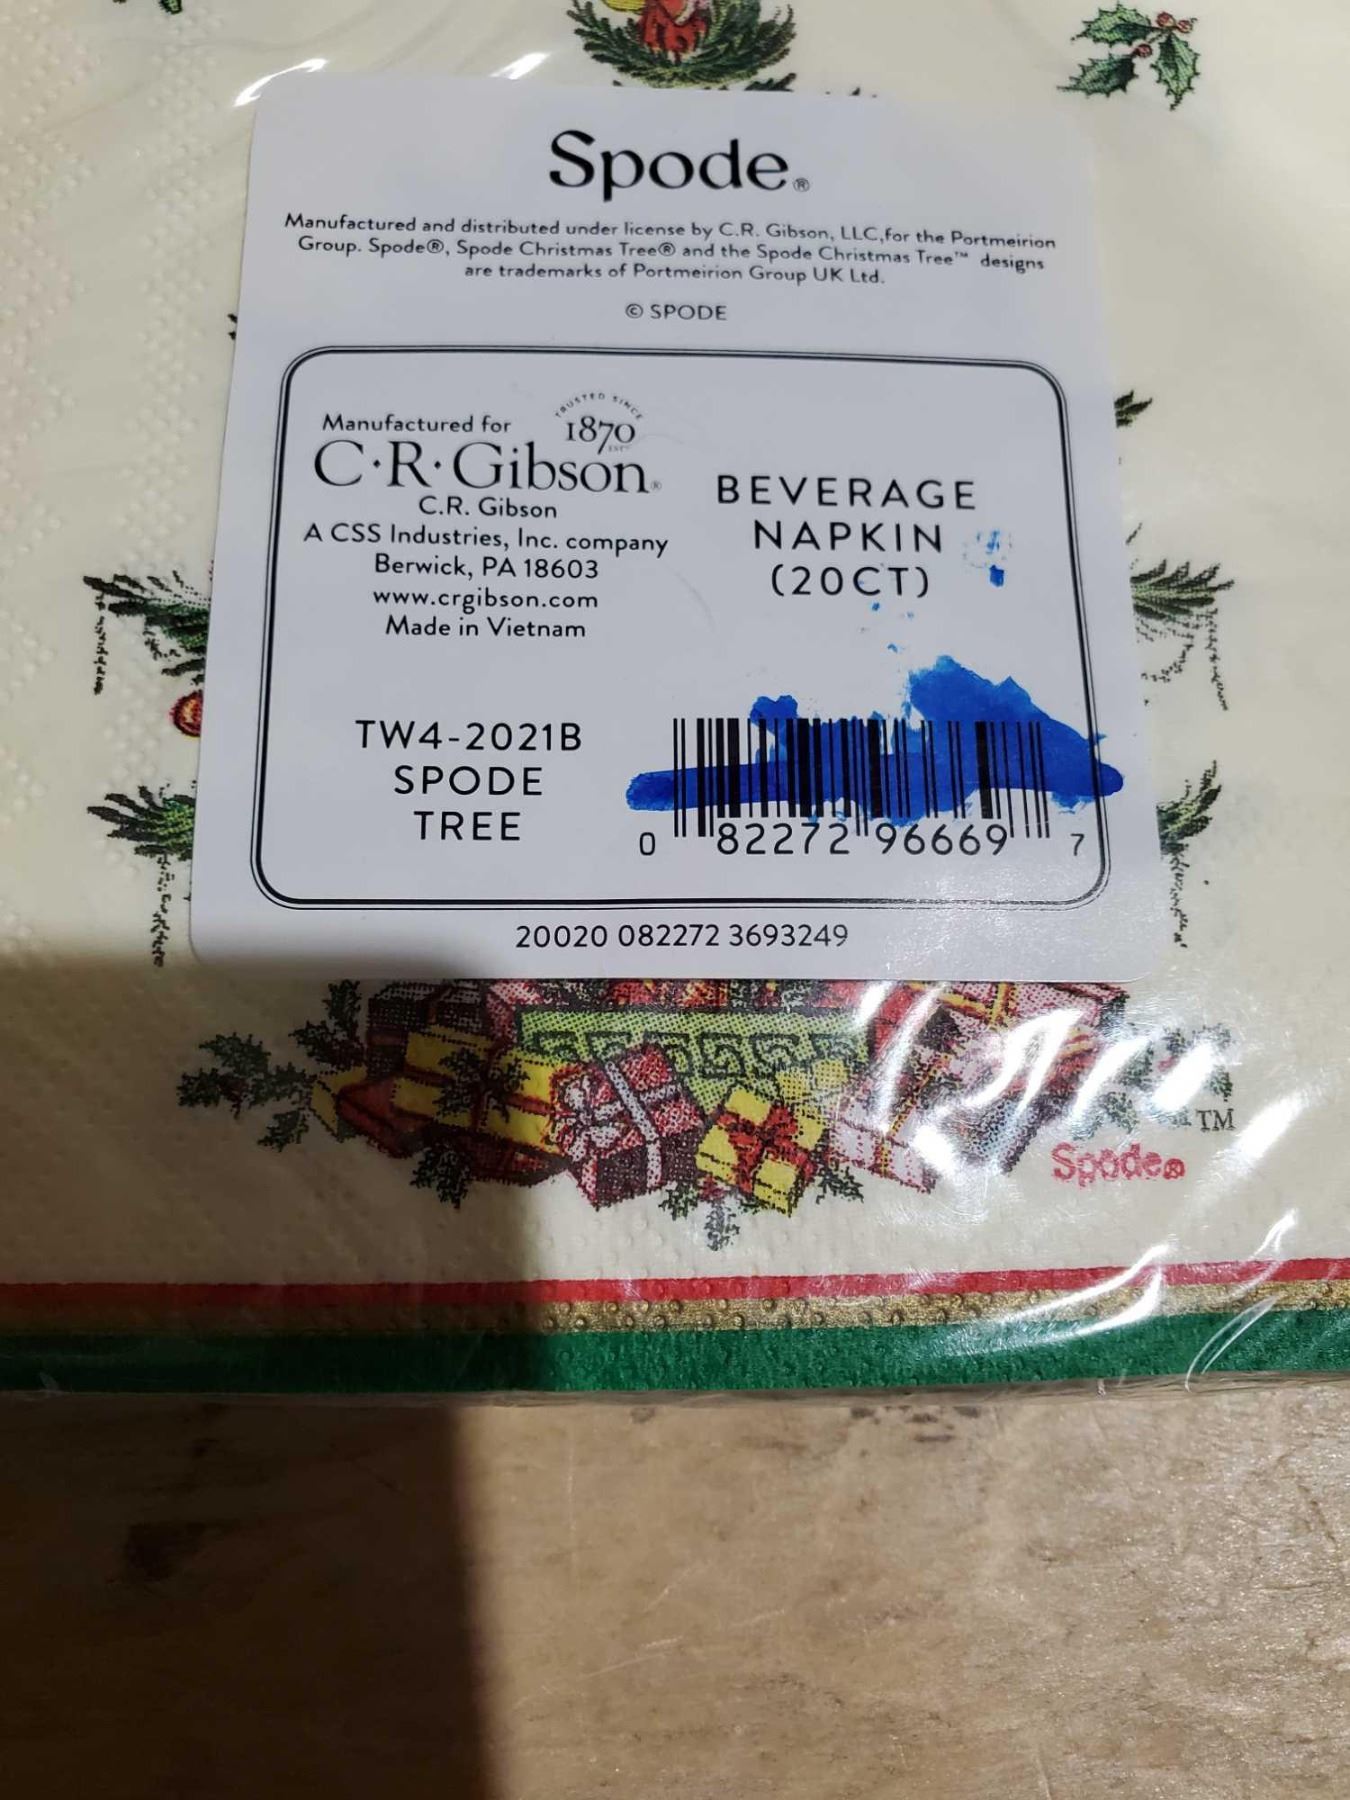 Spode®
Manufactured and distributed under license by C.R. Gibson, LLC,for the Portmeirion
Group. Spode®, Spode Christmas Tree® and the Spode Christmas Tree™ designs
are trademarks of Portmeirion Group UK Ltd.
© SPODE
Manufactured for
TRUSTED SINCE
1870
C·R·Gibson®
C.R. Gibson
A CSS Industries, Inc. company
Berwick, PA 18603
www.crgibson.com
Made in Vietnam
BEVERAGE
NAPKIN
(20CT)
TW4-2021B
SPODE
TREE
0 82272 96669 7
20020 082272 3693249
TM
Spode®